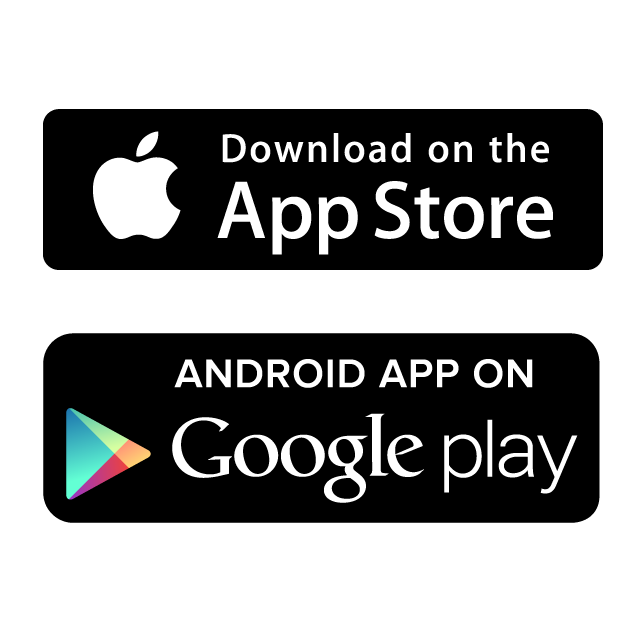 Download on the
App Store
ANDROID APP ON
Google play